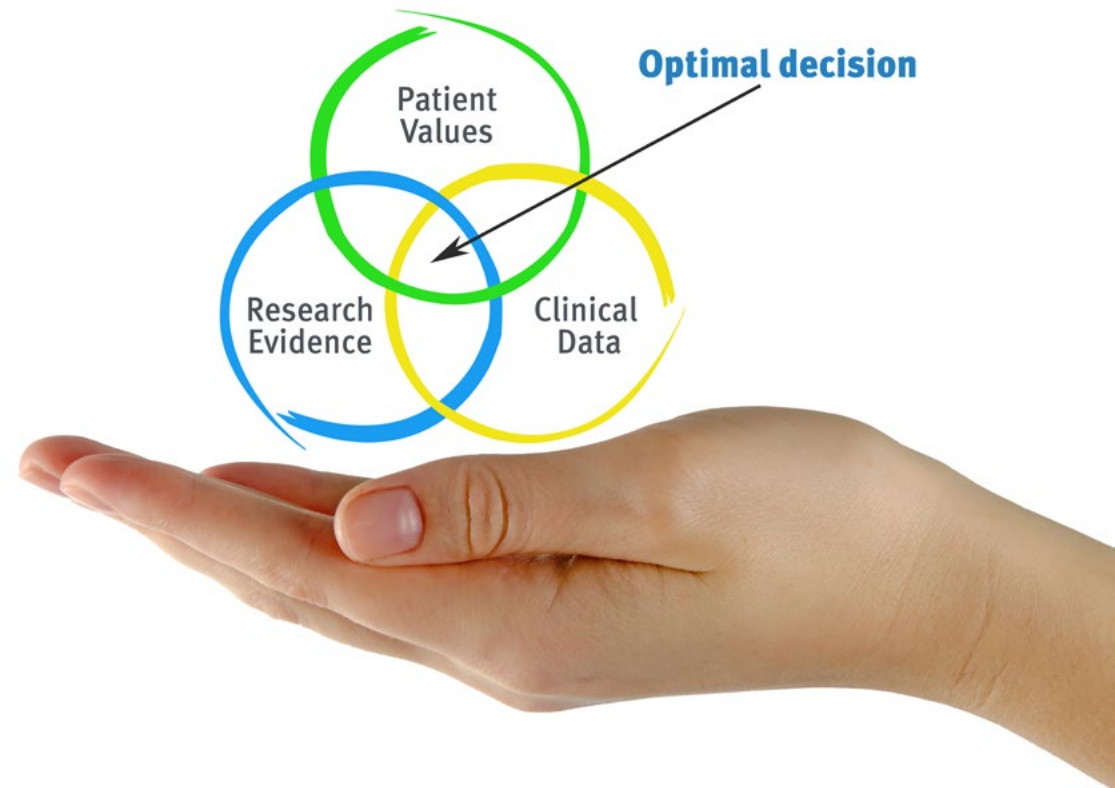 Optimal decision
Patient
Values
Research
Evidence
Clinical
Data